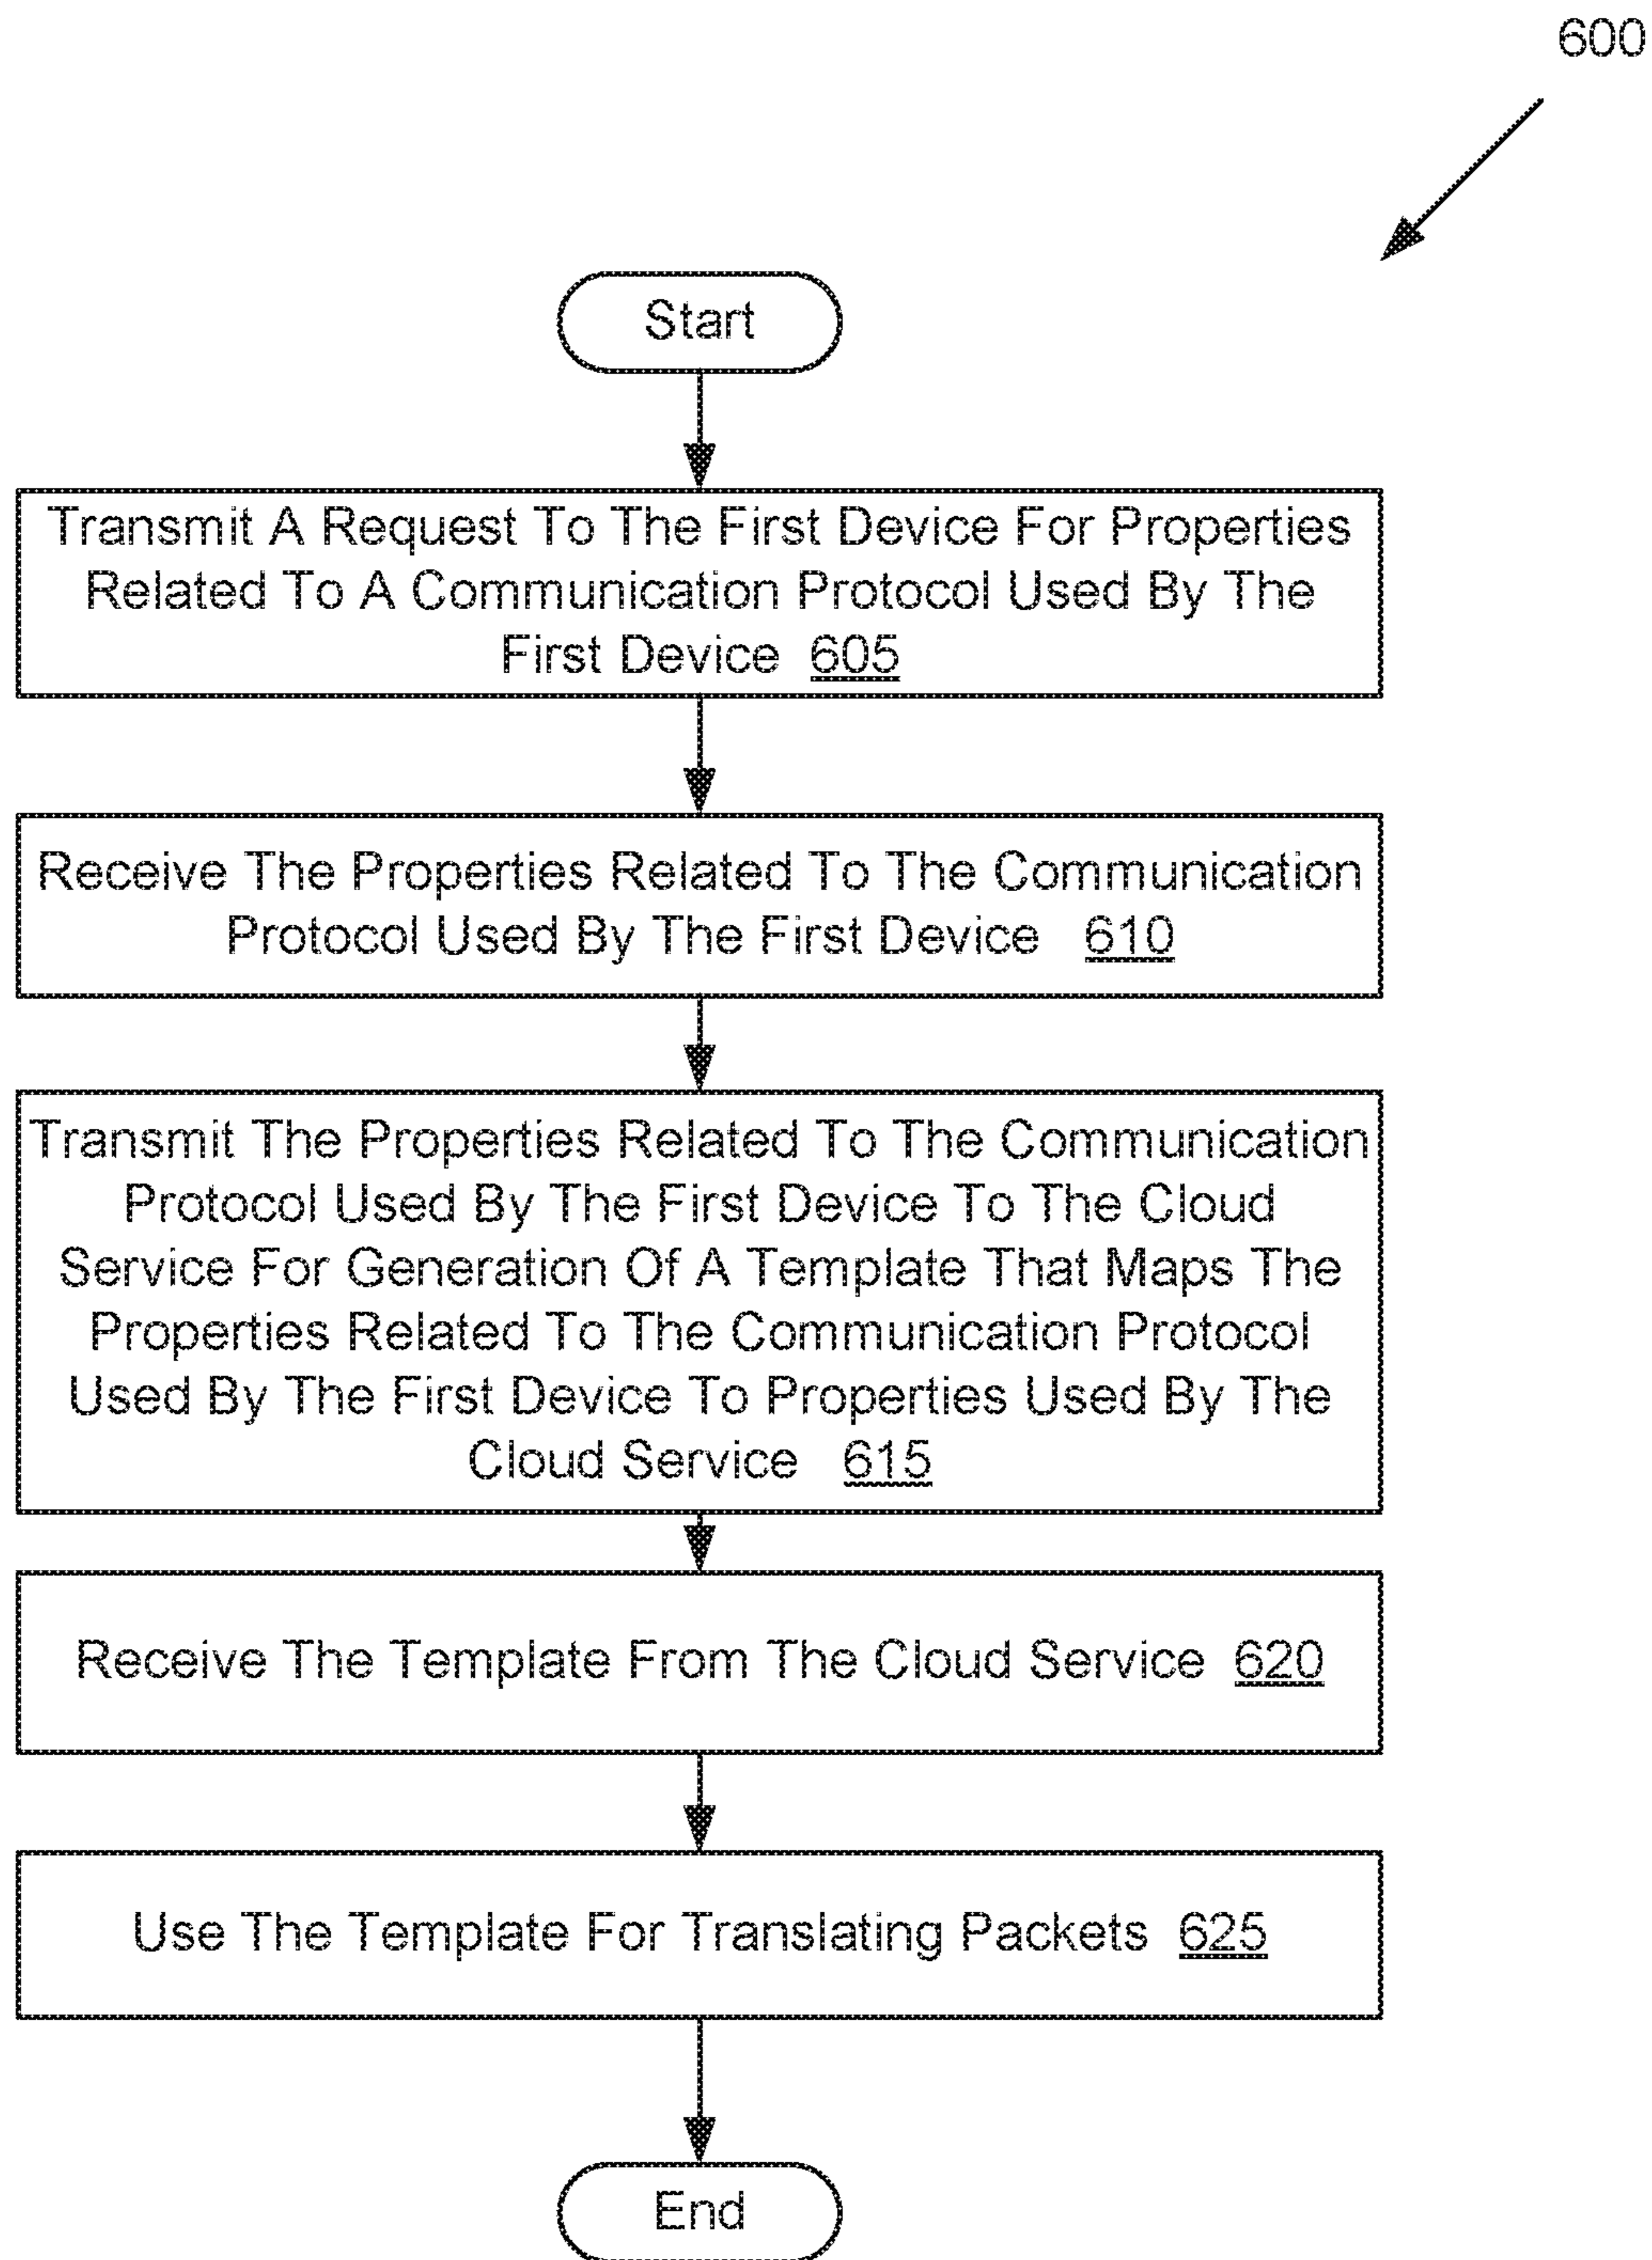 600
Start
Transmit A Request To The First Device For Properties
Related To A Communication Protocol Used By The
First Device 605
Receive The Properties Related To The Communication
Protocol Used By The First Device 610
Transmit The Properties Related To The Communication
Protocol Used By The First Device To The Cloud
Service For Generation Of A Template That Maps The
Properties Related To The Communication Protocol
Used By The First Device To Properties Used By The
Cloud Service 615
Receive The Template From The Cloud Service 620
Use The Template For Translating Packets 625
End